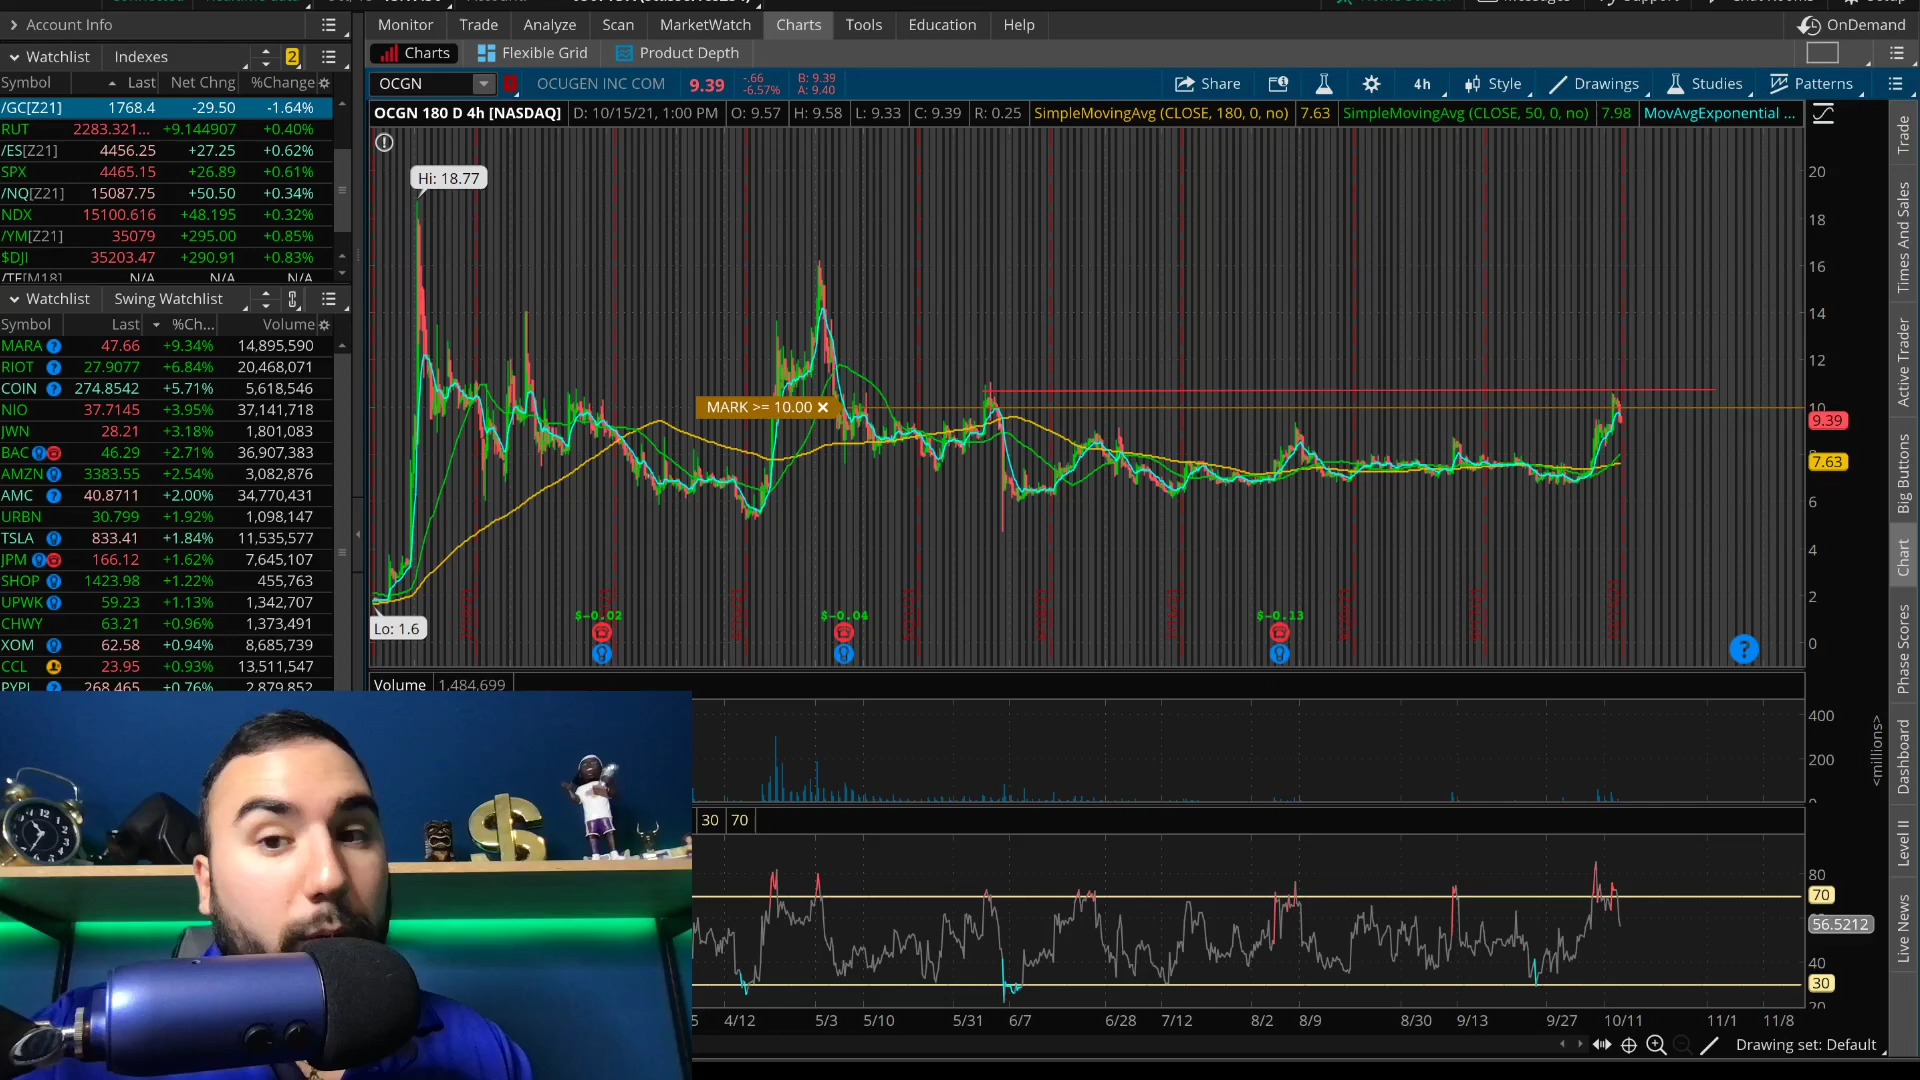 Account Info
Monitor Trade Analyze Scan MarketWatch Charts Tools Education Help
OnDemand
Watchlist Indexes 2
Charts Flexible Grid Product Depth
Symbol Last Net Chng %Change
OCGN OCUGEN INC COM 9.39 -.66 -6.57% B: 9.39 A: 9.40
Share 4h Style Drawings Studies Patterns
/GC[Z21] 1768.4 -29.50 -1.64%
RUT 2283.321... +9.144907 +0.40%
/ES[Z21] 4456.25 +27.25 +0.62%
SPX 4465.15 +26.89 +0.61%
/NQ[Z21] 15087.75 +50.50 +0.34%
NDX 15100.616 +48.195 +0.32%
/YM[Z21] 35079 +295.00 +0.85%
$DJI 35203.47 +290.91 +0.83%
/TF[M18] N/A N/A N/A
OCGN 180 D 4h [NASDAQ] D: 10/15/21, 1:00 PM O: 9.57 H: 9.58 L: 9.33 C: 9.39 R: 0.25 SimpleMovingAvg (CLOSE, 180, 0, no) 7.63 SimpleMovingAvg (CLOSE, 50, 0, no) 7.98 MovAvgExponential ...
Watchlist Swing Watchlist
Symbol Last %Ch... Volume
MARA 47.66 +9.34% 14,895,590
RIOT 27.9077 +6.84% 20,468,071
COIN 274.8542 +5.71% 5,618,546
NIO 37.7145 +3.95% 37,141,718
JWN 28.21 +3.18% 1,801,083
BAC 46.29 +2.71% 36,907,383
AMZN 3383.55 +2.54% 3,082,876
AMC 40.8711 +2.00% 34,770,431
URBN 30.799 +1.92% 1,098,147
TSLA 833.41 +1.84% 11,535,577
JPM 166.12 +1.62% 7,645,107
SHOP 1423.98 +1.22% 455,763
UPWK 59.23 +1.13% 1,342,707
CHWY 63.21 +0.96% 1,373,491
XOM 62.58 +0.94% 8,685,739
CCL 23.95 +0.93% 13,511,547
PYPL 268.465 +0.76% 2,879,852
Hi: 18.77
MARK >= 10.00
Lo: 1.6
$-0.02
$-0.04
$-0.13
20
18
16
14
12
10
9.39
7.63
6
4
2
0
Volume 1,484,699
400
200
<millions>
30 70
80
70
56.5212
40
30
20
4/12 5/3 5/10 5/31 6/7 6/28 7/12 8/2 8/9 8/30 9/13 9/27 10/11 11/1 11/8
Drawing set: Default
Trade
Times And Sales
Active Trader
Big Buttons
Chart
Phase Scores
Dashboard
Level II
Live News